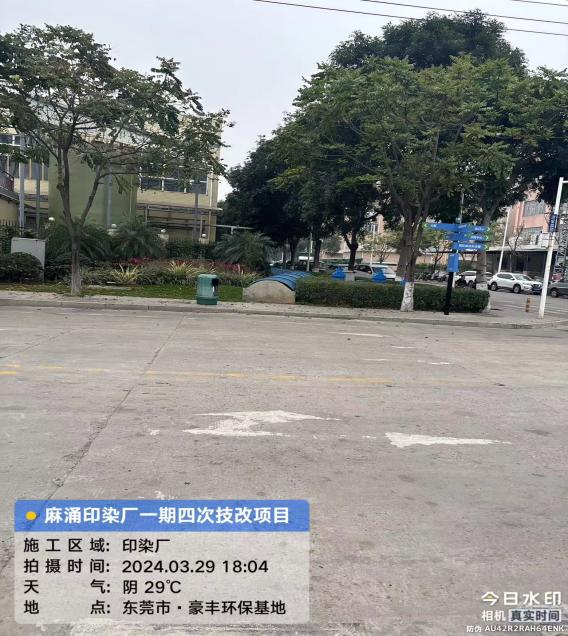 麻涌印染厂一期四次技改项目
施工区域: 印染厂
拍摄时间: 2024.03.29 18:04
天气: 阴 29℃
地点: 东莞市·豪丰环保基地
今日水印
相机 真实时间
防伪 AU42R2RAH64ENK